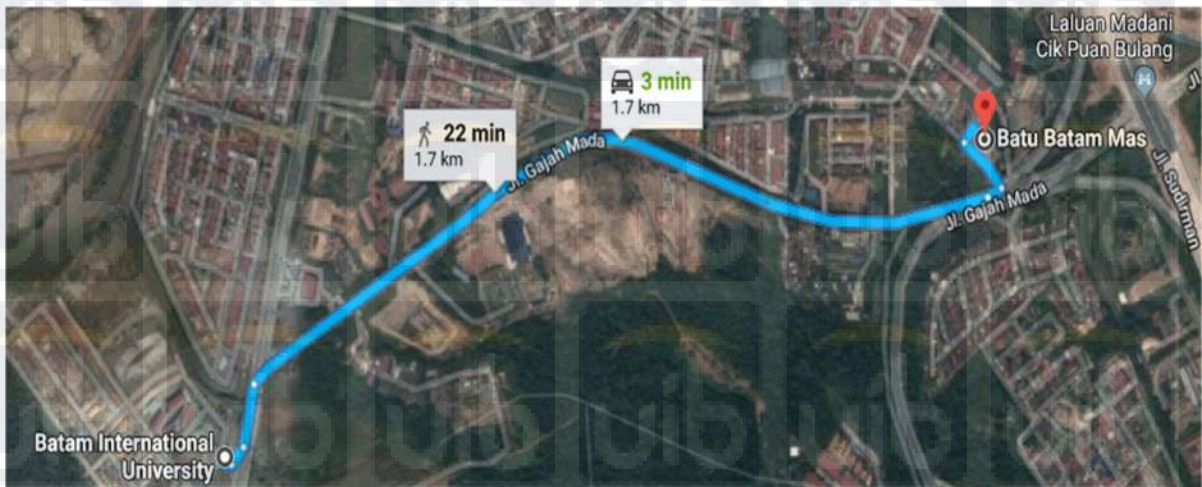 Laluan Madani
Cik Puan Bulang
3 min
1.7 km
22 min
1.7 km
Jl. Gajah Mada
Batu Batam Mas
Jl. Gajah Mada
Jl. Sudirman
Batam International
University
uib